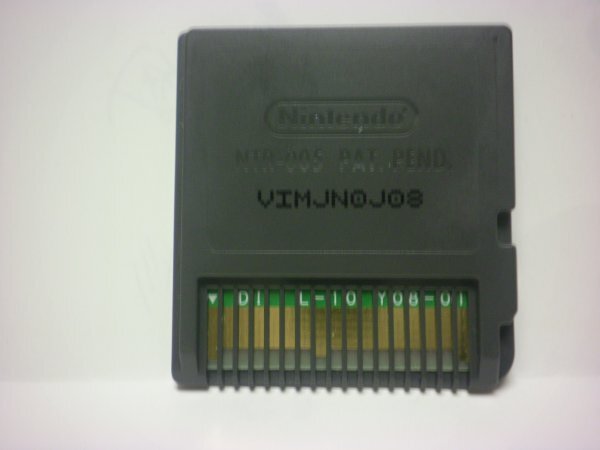 Nintendo
NTR-005 PAT. PEND.
VIMJN0J08
▼ DI L-10 Y08-01